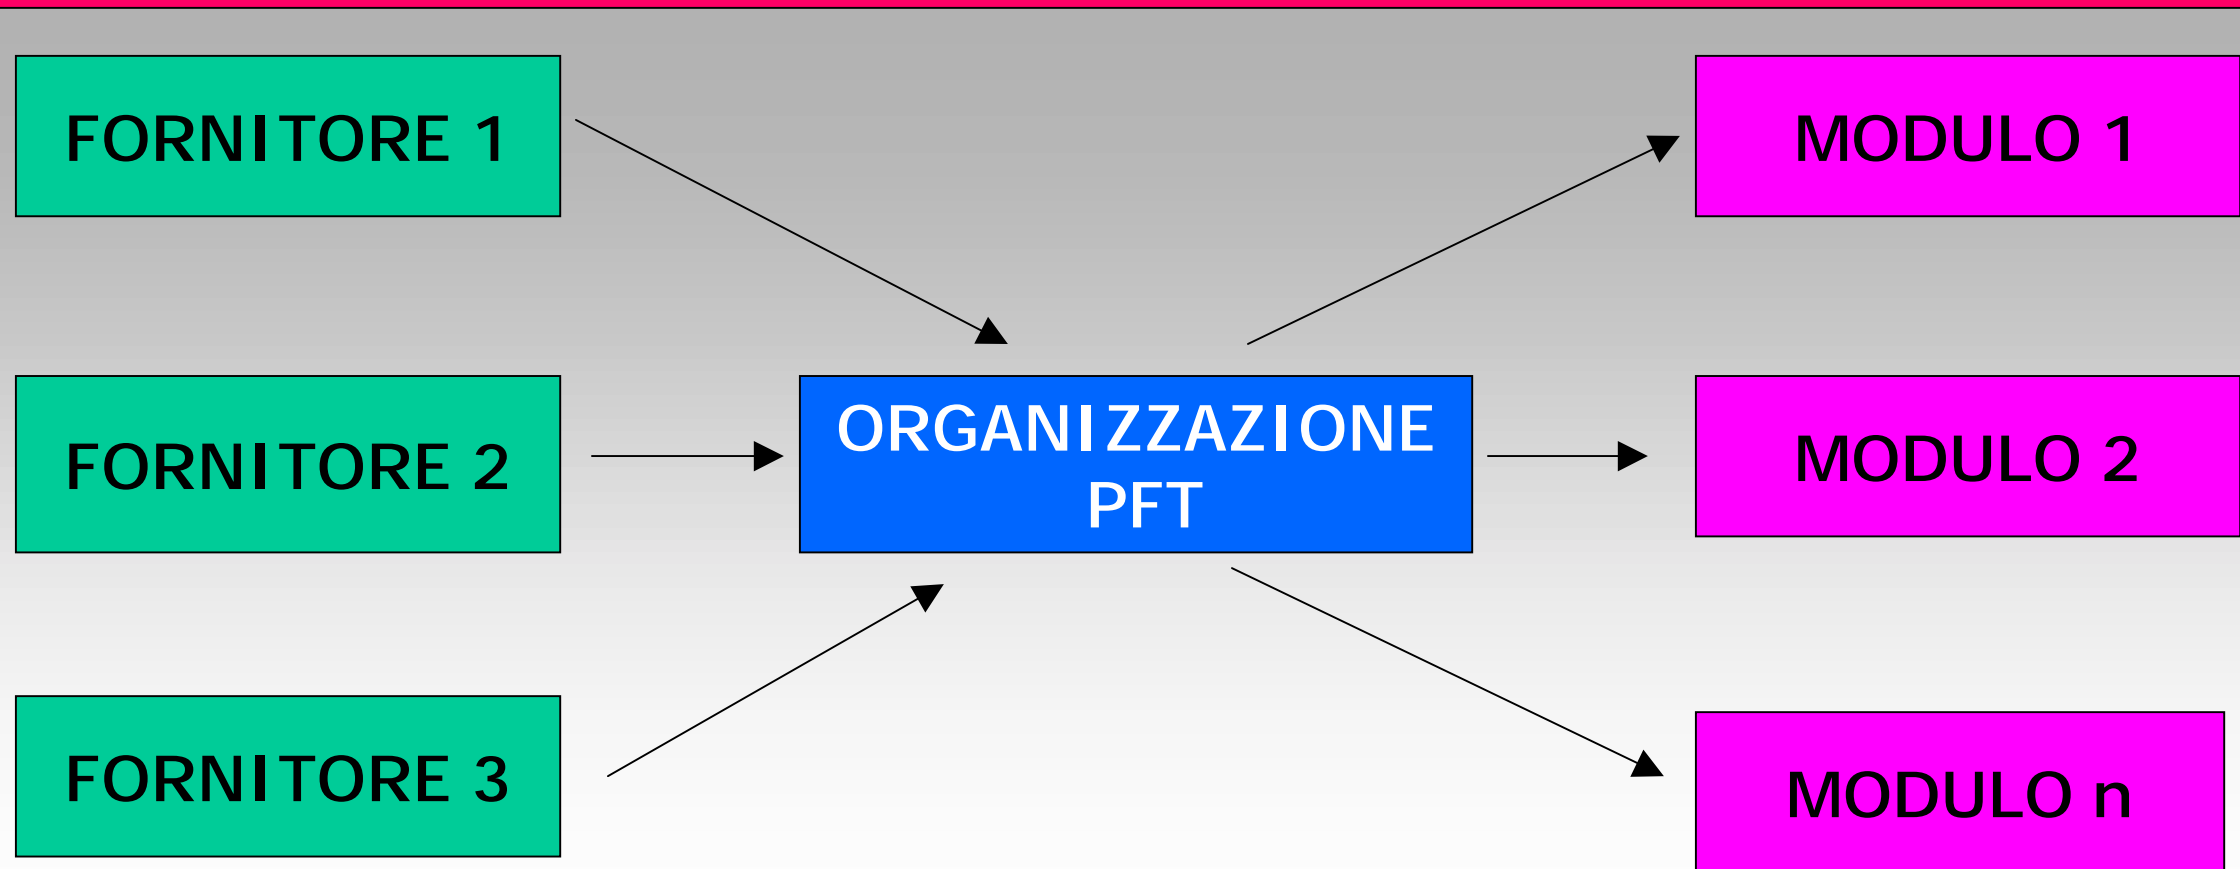 FORNITORE 1
MODULO 1
FORNITORE 2
ORGANIZZAZIONE
PFT
MODULO 2
FORNITORE 3
MODULO n